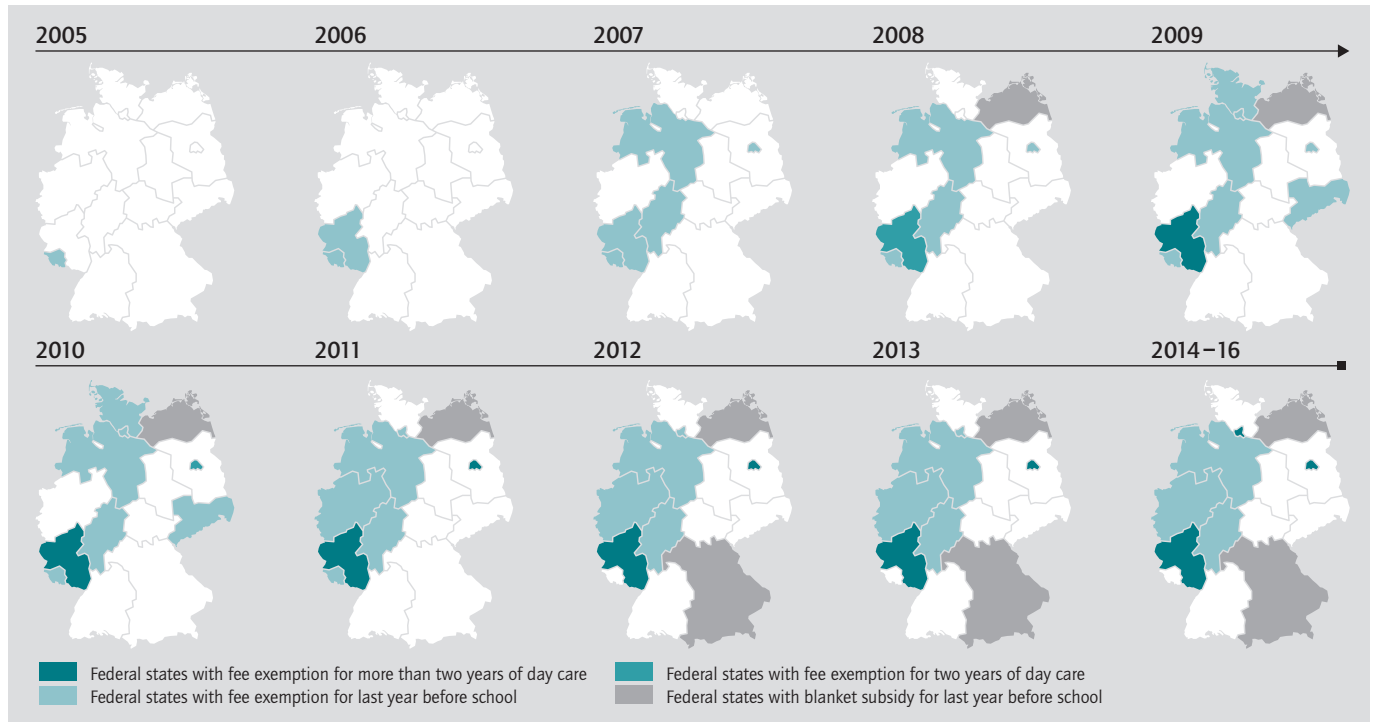 2005 2006 2007 2008 2009
2010 2011 2012 2013 2014–16
Federal states with fee exemption for more than two years of day care
Federal states with fee exemption for two years of day care
Federal states with fee exemption for last year before school
Federal states with blanket subsidy for last year before school